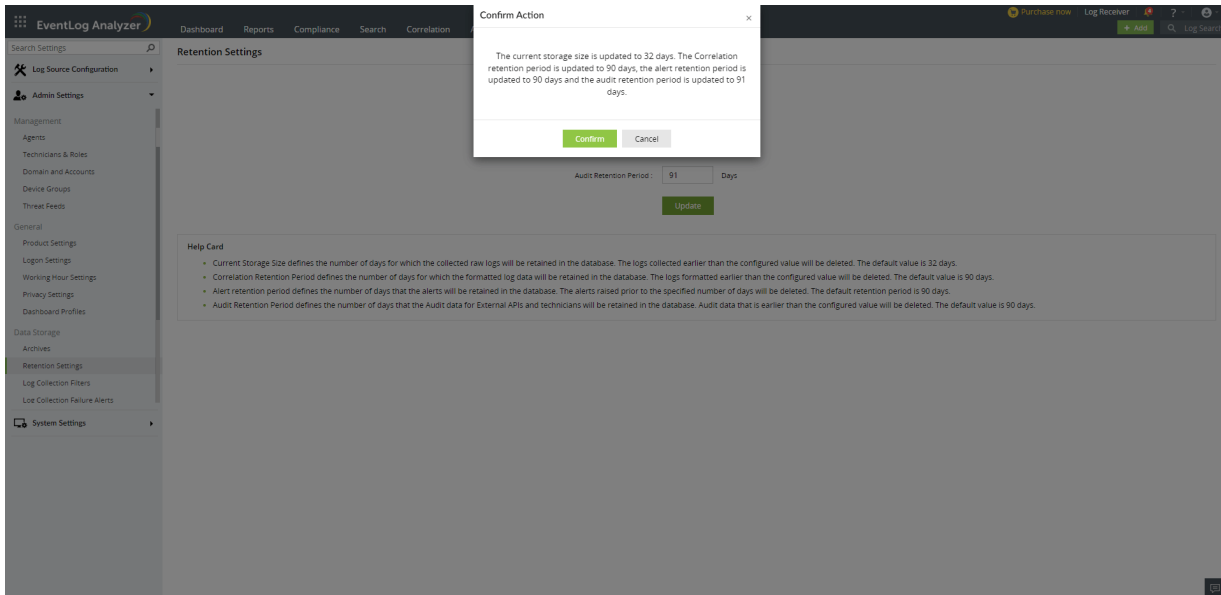 EventLog Analyzer
Dashboard Reports Compliance Search Correlation
Purchase now Log Receiver ?
+ Add Log Search
Confirm Action ×
The current storage size is updated to 32 days. The Correlation
retention period is updated to 90 days, the alert retention period is
updated to 90 days and the audit retention period is updated to 91
days.
Confirm Cancel
Search Settings
Log Source Configuration
Admin Settings
Management
Agents
Technicians & Roles
Domain and Accounts
Device Groups
Threat Feeds
General
Product Settings
Logon Settings
Working Hour Settings
Privacy Settings
Dashboard Profiles
Data Storage
Archives
Retention Settings
Log Collection Filters
Log Collection Failure Alerts
System Settings
Retention Settings
Audit Retention Period : 91 Days
Update
Help Card
Current Storage Size defines the number of days for which the collected raw logs will be retained in the database. The logs collected earlier than the configured value will be deleted. The default value is 32 days.
Correlation Retention Period defines the number of days for which the formatted log data will be retained in the database. The logs formatted earlier than the configured value will be deleted. The default value is 90 days.
Alert retention period defines the number of days that the alerts will be retained in the database. The alerts raised prior to the specified number of days will be deleted. The default retention period is 90 days.
Audit Retention Period defines the number of days that the Audit data for External APIs and technicians will be retained in the database. Audit data that is earlier than the configured value will be deleted. The default value is 90 days.